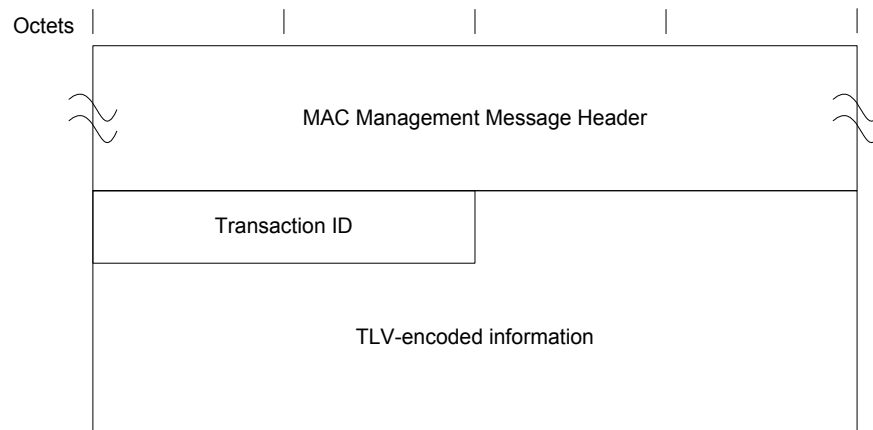 Octets
MAC Management Message Header
Transaction ID
TLV-encoded information